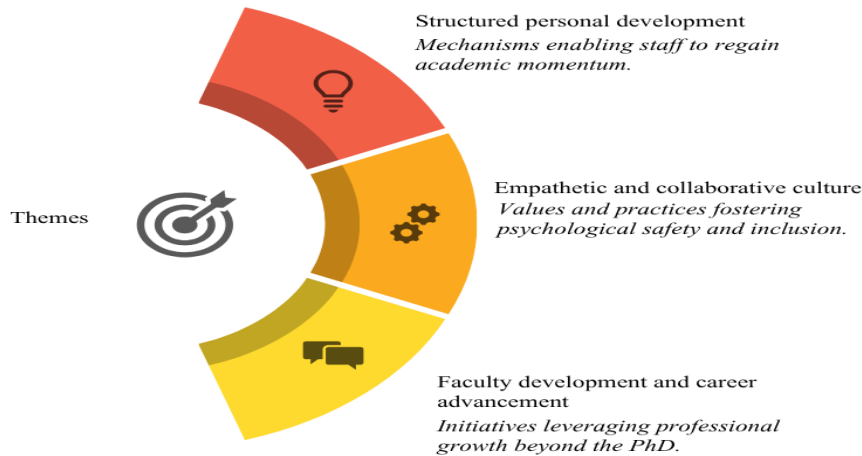 Structured personal development
Mechanisms enabling staff to regain
academic momentum.
Themes
Empathetic and collaborative culture
Values and practices fostering
psychological safety and inclusion.
Faculty development and career
advancement
Initiatives leveraging professional
growth beyond the PhD.